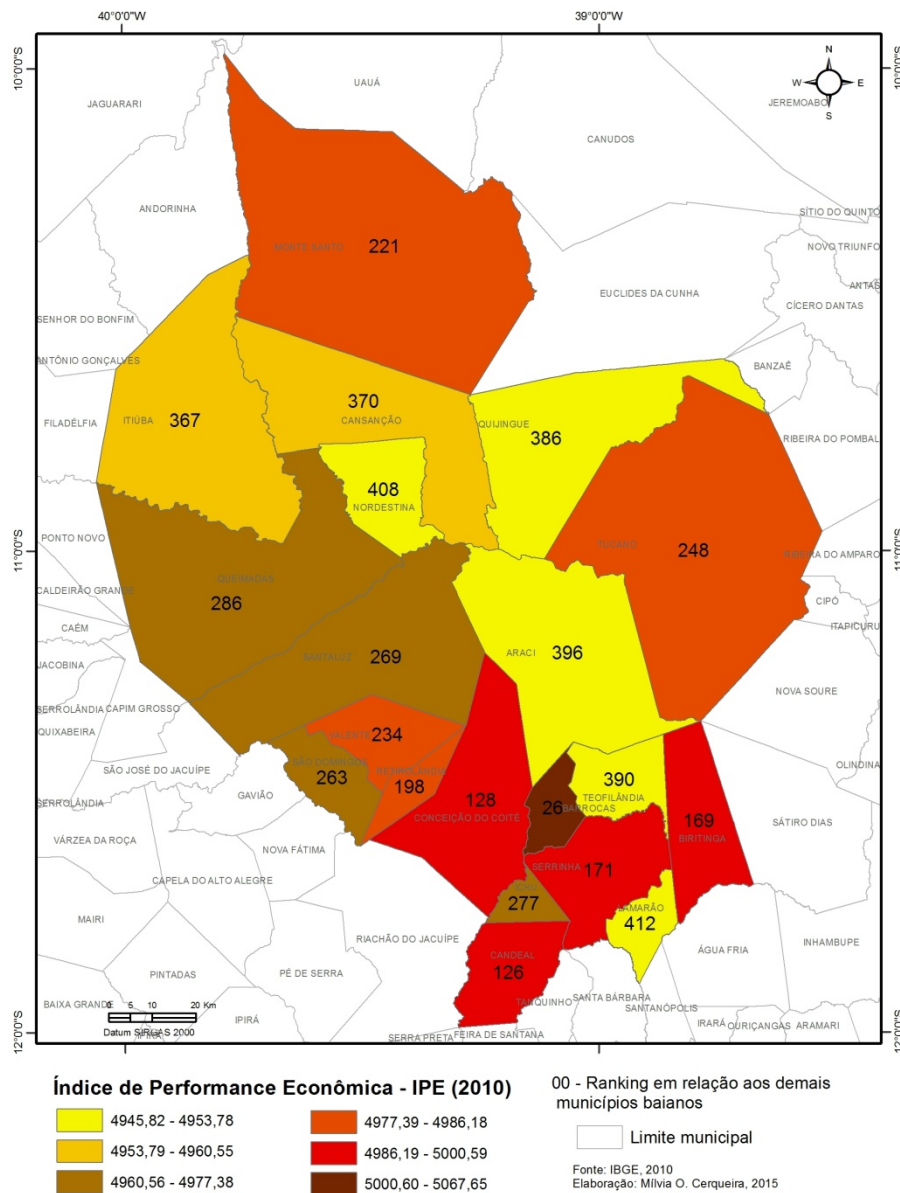 40°0'0"W
39°0'0"W
10°0'0"S
10°0'0"S
N
W
E
S
UAUÁ
JAGUARARI
JEREMOABO
CANUDOS
ANDORINHA
SÍTIO DO QUINTO
MONTE SANTO
221
NOVO TRIUNFO
ANTAS
EUCLIDES DA CUNHA
CÍCERO DANTAS
SENHOR DO BONFIM
ANTÔNIO GONÇALVES
BANZAÊ
370
FILADÉLFIA
ITIÚBA
367
CANSANÇÃO
QUIJINGUE
386
RIBEIRA DO POMBAL
408
NORDESTINA
PONTO NOVO
TUCANO
248
11°0'0"S
11°0'0"S
RIBEIRA DO AMPARO
QUEIMADAS
CALDEIRÃO GRANDE
286
CIPÓ
CAÉM
ITAPICURU
SANTALUZ
269
ARACI
396
JACOBINA
NOVA SOURE
SERROLÂNDIA
CAPIM GROSSO
QUIXABEIRA
VALENTE
234
SÃO JOSÉ DO JACUÍPE
SÃO DOMINGOS
263
RETIROLÂNDIA
198
390
OLINDINA
GAVIÃO
TEOFILÂNDIA
SERROLÂNDIA
26
BARROCAS
128
CONCEIÇÃO DO COITÉ
169
BIRITINGA
SÁTIRO DIAS
VÁRZEA DA ROÇA
NOVA FÁTIMA
SERRINHA
171
CAPELA DO ALTO ALEGRE
ICHU
277
LAMARÃO
412
MAIRI
RIACHÃO DO JACUÍPE
ÁGUA FRIA
INHAMBUPE
CANDEAL
126
PINTADAS
PÉ DE SERRA
BAIXA GRANDE
TANQUINHO
SANTA BÁRBARA
SANTANÓPOLIS
0 5 10 20 Km
Datum SIRGAS 2000
IPIRÁ
IPIRÁ
IRARÁ
OURIÇANGAS
ARAMARI
12°0'0"S
12°0'0"S
SERRA PRETA
FEIRA DE SANTANA
Índice de Performance Econômica - IPE (2010)
4945,82 - 4953,78
4953,79 - 4960,55
4960,56 - 4977,38
4977,39 - 4986,18
4986,19 - 5000,59
5000,60 - 5067,65
00 - Ranking em relação aos demais
municípios baianos
Limite municipal
Fonte: IBGE, 2010
Elaboração: Mílvia O. Cerqueira, 2015